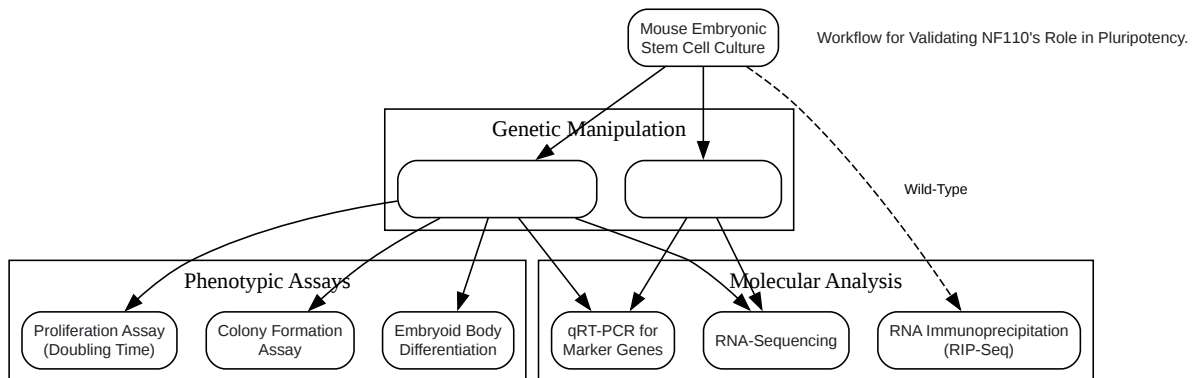 Mouse Embryonic
Stem Cell Culture
Workflow for Validating NF110's Role in Pluripotency.
Genetic Manipulation
Wild-Type
Phenotypic Assays
Molecular Analysis
Proliferation Assay
(Doubling Time)
Colony Formation
Assay
Embryoid Body
Differentiation
qRT-PCR for
Marker Genes
RNA-Sequencing
RNA Immunoprecipitation
(RIP-Seq)